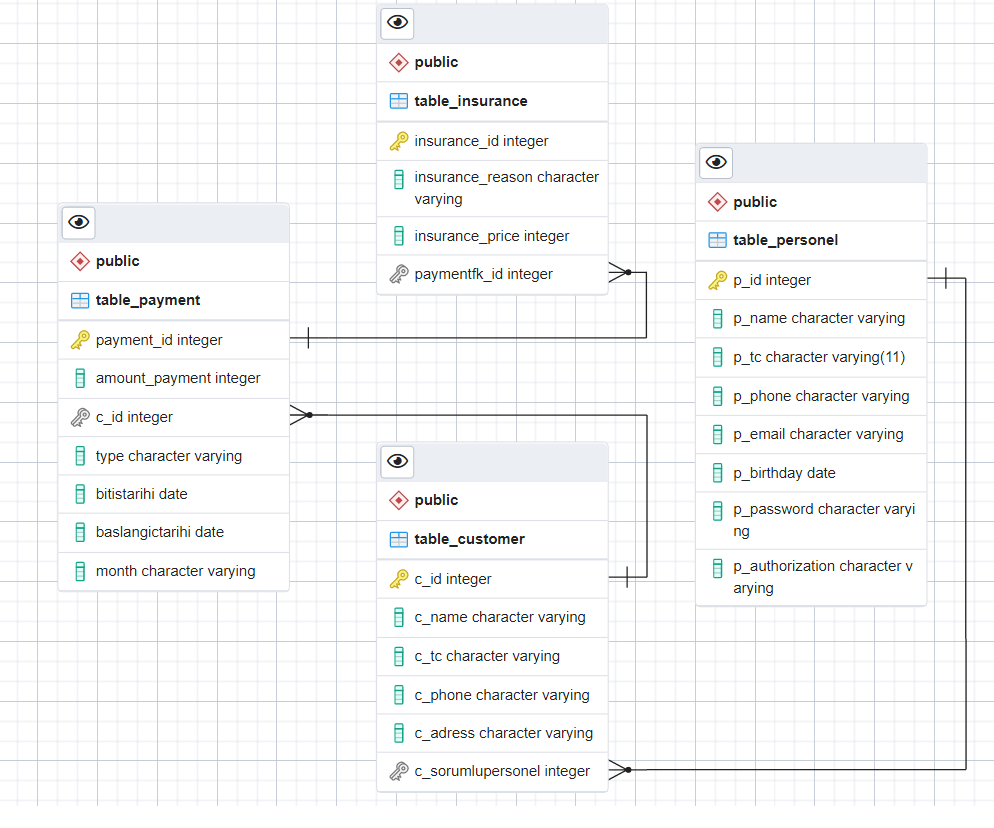 public
table_insurance
insurance_id integer
insurance_reason character
varying
insurance_price integer
paymentfk_id integer
public
table_payment
payment_id integer
amount_payment integer
c_id integer
type character varying
bitistarihi date
baslangictarihi date
month character varying
public
table_customer
c_id integer
c_name character varying
c_tc character varying
c_phone character varying
c_adress character varying
c_sorumlupersonel integer
public
table_personel
p_id integer
p_name character varying
p_tc character varying(11)
p_phone character varying
p_email character varying
p_birthday date
p_password character varyi
ng
p_authorization character v
arying